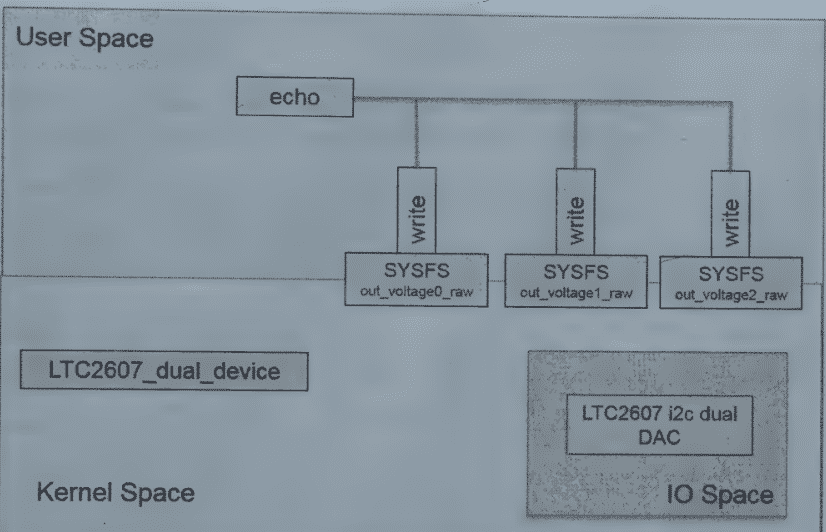 User Space
echo
write
write
write
SYSFS
out_voltage0_raw
SYSFS
out_voltage1_raw
SYSFS
out_voltage2_raw
LTC2607_dual_device
LTC2607 i2c dual
DAC
Kernel Space
IO Space